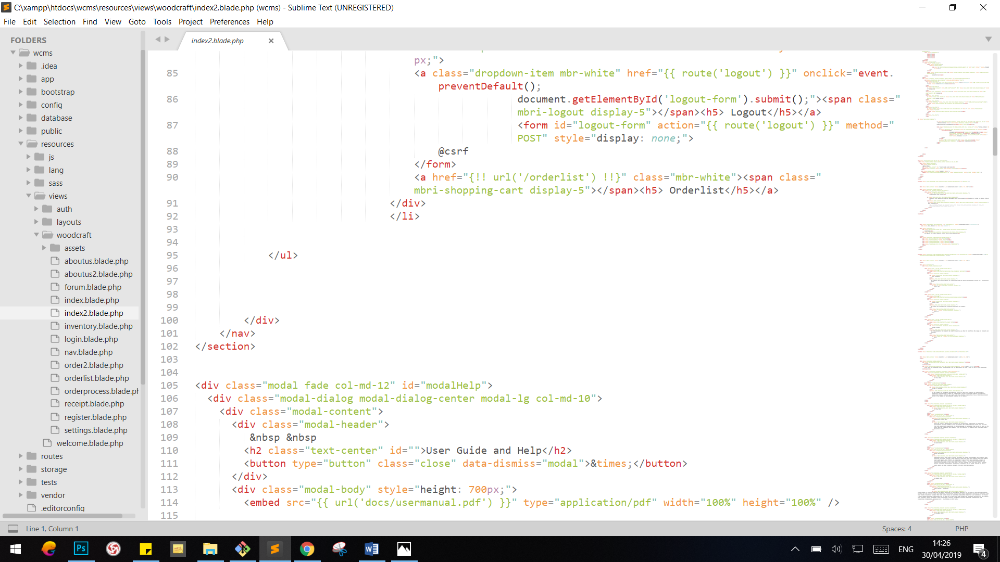 C:\xampp\htdocs\wcms\resources\views\woodcraft\index2.blade.php (wcms) - Sublime Text (UNREGISTERED)
File Edit Selection Find View Goto Tools Project Preferences Help
FOLDERS
wcms
.idea
app
bootstrap
config
database
public
resources
js
lang
sass
views
auth
layouts
woodcraft
assets
aboutus.blade.php
aboutus2.blade.php
forum.blade.php
index.blade.php
index2.blade.php
inventory.blade.php
login.blade.php
nav.blade.php
order2.blade.php
orderlist.blade.php
orderprocess.blade.ph
receipt.blade.php
register.blade.php
settings.blade.php
welcome.blade.php
routes
storage
tests
vendor
.editorconfig
index2.blade.php
px;">
85 <a class="dropdown-item mbr-white" href="{{ route('logout') }}" onclick="event.
preventDefault();
86 document.getElementById('logout-form').submit();"><span class="
mbri-logout display-5"></span><h5> Logout</h5></a>
87 <form id="logout-form" action="{{ route('logout') }}" method="
POST" style="display: none;">
88 @csrf
89 </form>
90 <a href="{!! url('/orderlist') !!}" class="mbr-white"><span class="
mbri-shopping-cart display-5"></span><h5> Orderlist</h5></a>
91 </div>
92 </li>
93
94
95 </ul>
96
97
98
99
100 </div>
101 </nav>
102 </section>
103
104
105 <div class="modal fade col-md-12" id="modalHelp">
106 <div class="modal-dialog modal-dialog-center modal-lg col-md-10">
107 <div class="modal-content">
108 <div class="modal-header">
109 &nbsp &nbsp
110 <h2 class="text-center" id="">User Guide and Help</h2>
111 <button type="button" class="close" data-dismiss="modal">&times;</button>
112 </div>
113 <div class="modal-body" style="height: 700px;">
114 <embed src="{{ url('docs/usermanual.pdf') }}" type="application/pdf" width="100%" height="100%" />
115
Line 1, Column 1
Spaces: 4
PHP
ENG
14:26
30/04/2019
4